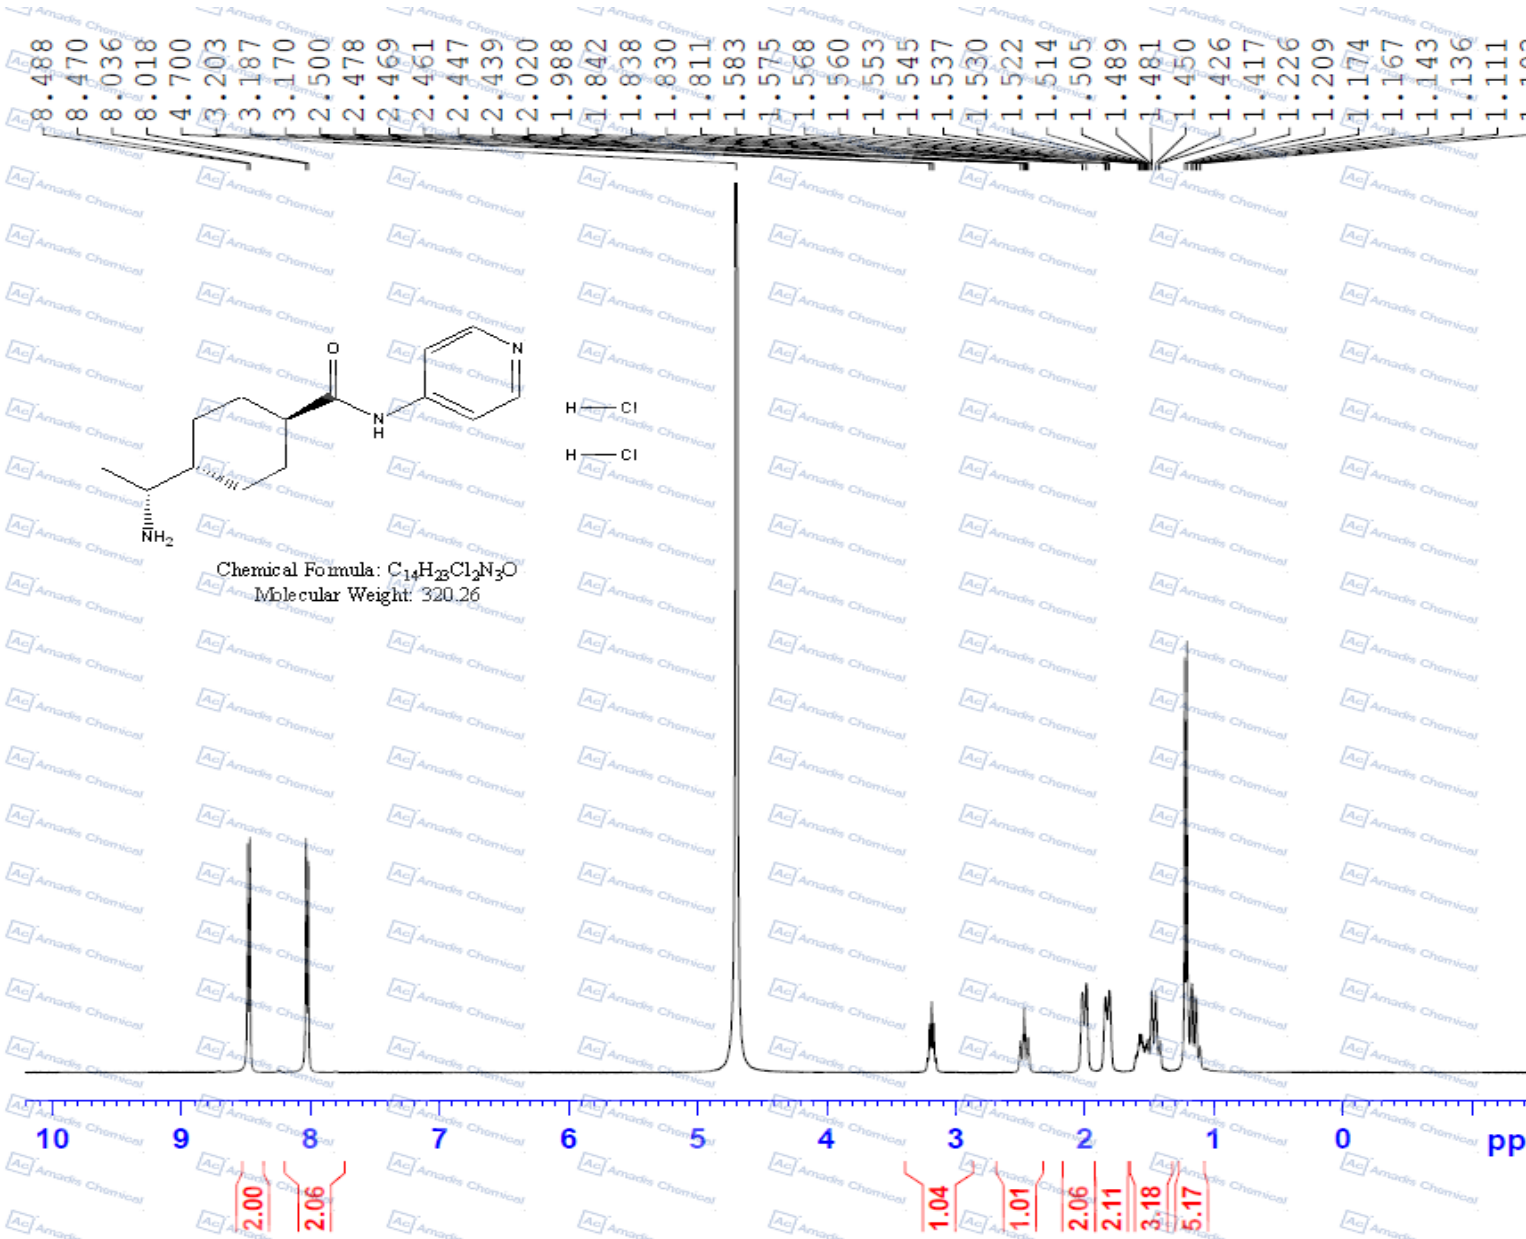 8.488 8.470 8.036 8.018 4.700 3.203 3.187 3.170 2.500 2.478 2.469 2.461 2.447 2.439 2.020 1.988 1.842 1.838 1.830 1.811 1.583 1.575 1.568 1.560 1.553 1.545 1.537 1.530 1.522 1.514 1.505 1.489 1.481 1.450 1.426 1.417 1.226 1.209 1.174 1.167 1.143 1.136 1.111
O
N
N
H
H Cl
H Cl
NH2
Chemical Formula: C14H23Cl2N3O
Molecular Weight: 320.26
10 9 8 7 6 5 4 3 2 1 0 pp
2.00 2.06 1.04 1.01 2.06 2.11 3.18 5.17
Ac Amadis Chemical